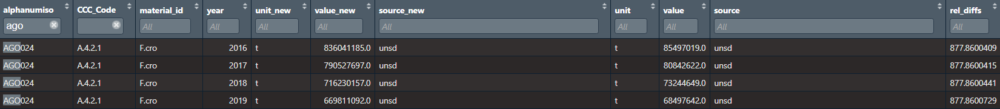 alphanumiso CCC_Code material_id year unit_new value_new source_new unit value source rel_diffs
ago All All All All All All All All All
AGO024 A.4.2.1 F.cro 2016 t 836041185.0 unsd t 85497019.0 unsd 877.8600409
AGO024 A.4.2.1 F.cro 2017 t 790527697.0 unsd t 80842622.0 unsd 877.8600415
AGO024 A.4.2.1 F.cro 2018 t 716230157.0 unsd t 73244649.0 unsd 877.8600441
AGO024 A.4.2.1 F.cro 2019 t 669811092.0 unsd t 68497642.0 unsd 877.8600729